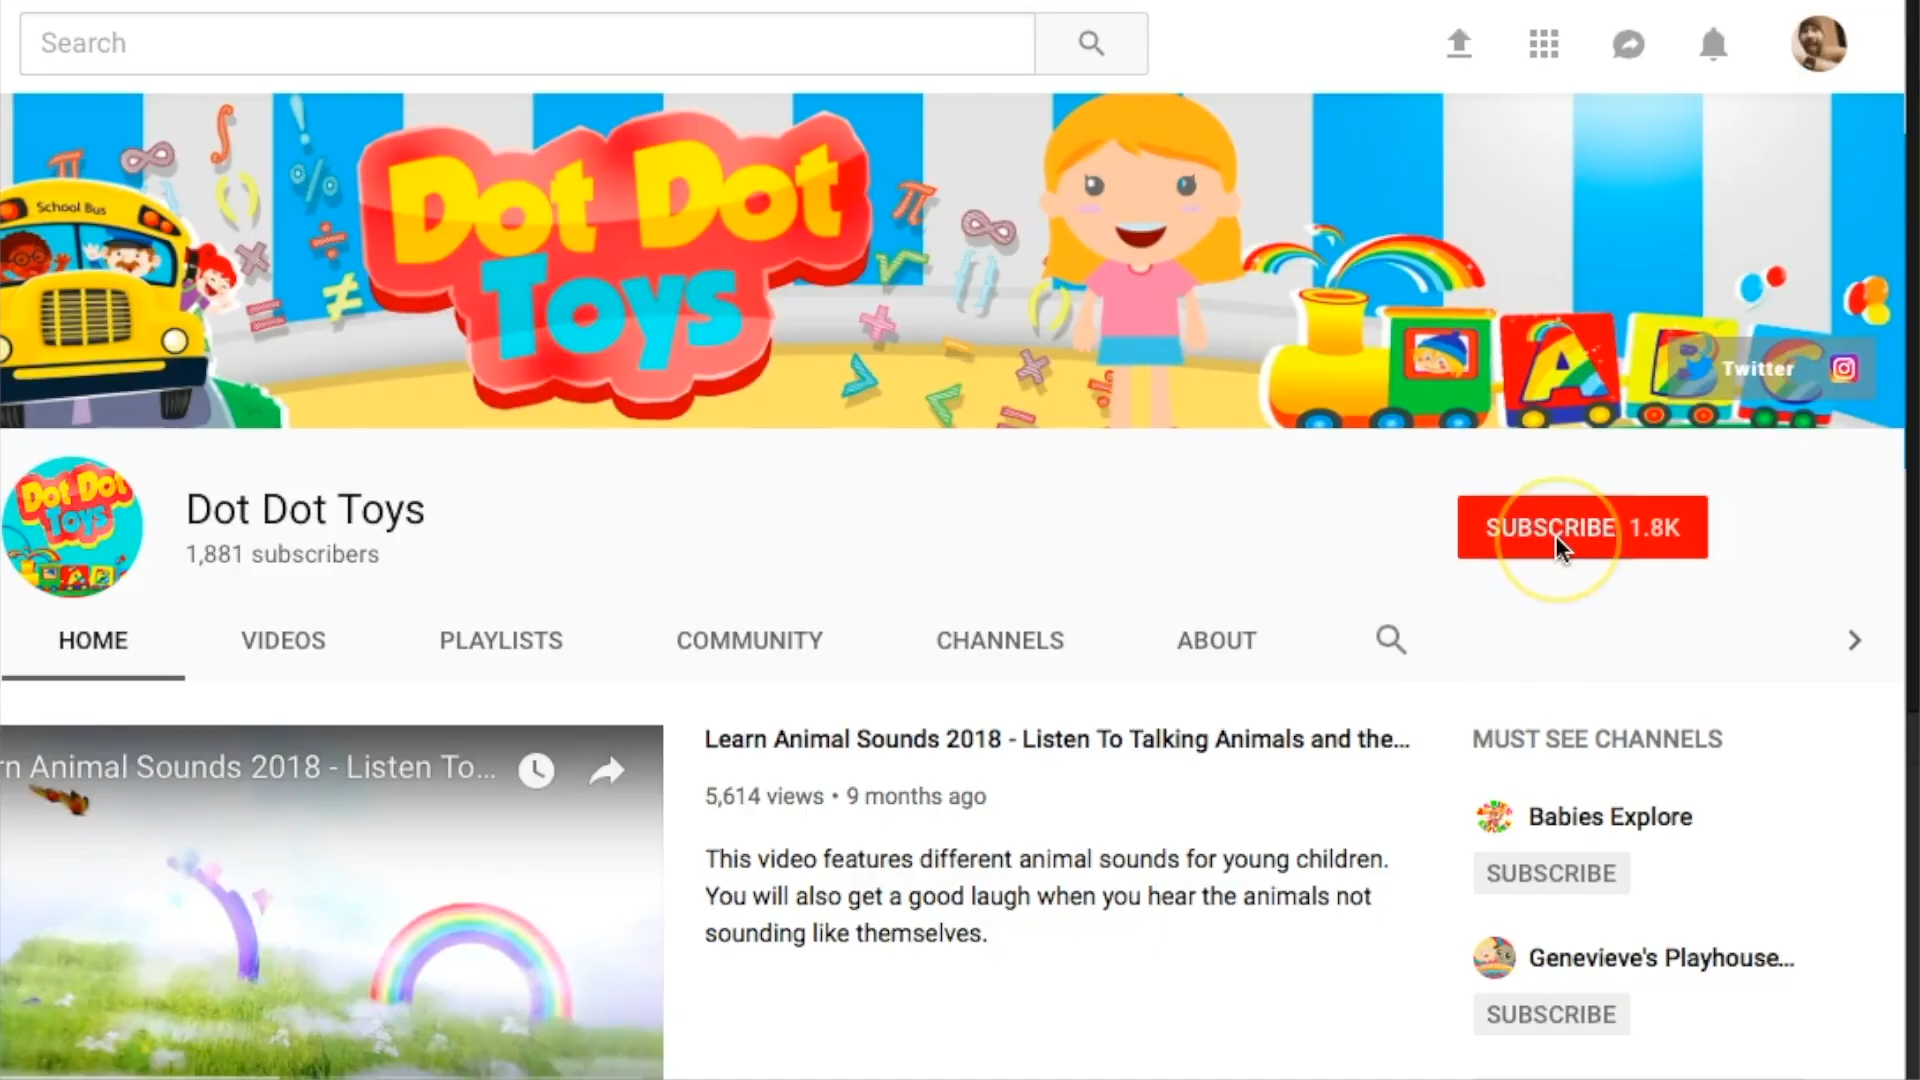 Search
School Bus
Dot Dot
Toys
A B C
Twitter
Dot Dot
Toys
Dot Dot Toys
1,881 subscribers
SUBSCRIBE 1.8K
HOME VIDEOS PLAYLISTS COMMUNITY CHANNELS ABOUT
rn Animal Sounds 2018 - Listen To...
Learn Animal Sounds 2018 - Listen To Talking Animals and the...
5,614 views • 9 months ago
This video features different animal sounds for young children.
You will also get a good laugh when you hear the animals not
sounding like themselves.
MUST SEE CHANNELS
Babies Explore
SUBSCRIBE
Genevieve's Playhouse...
SUBSCRIBE